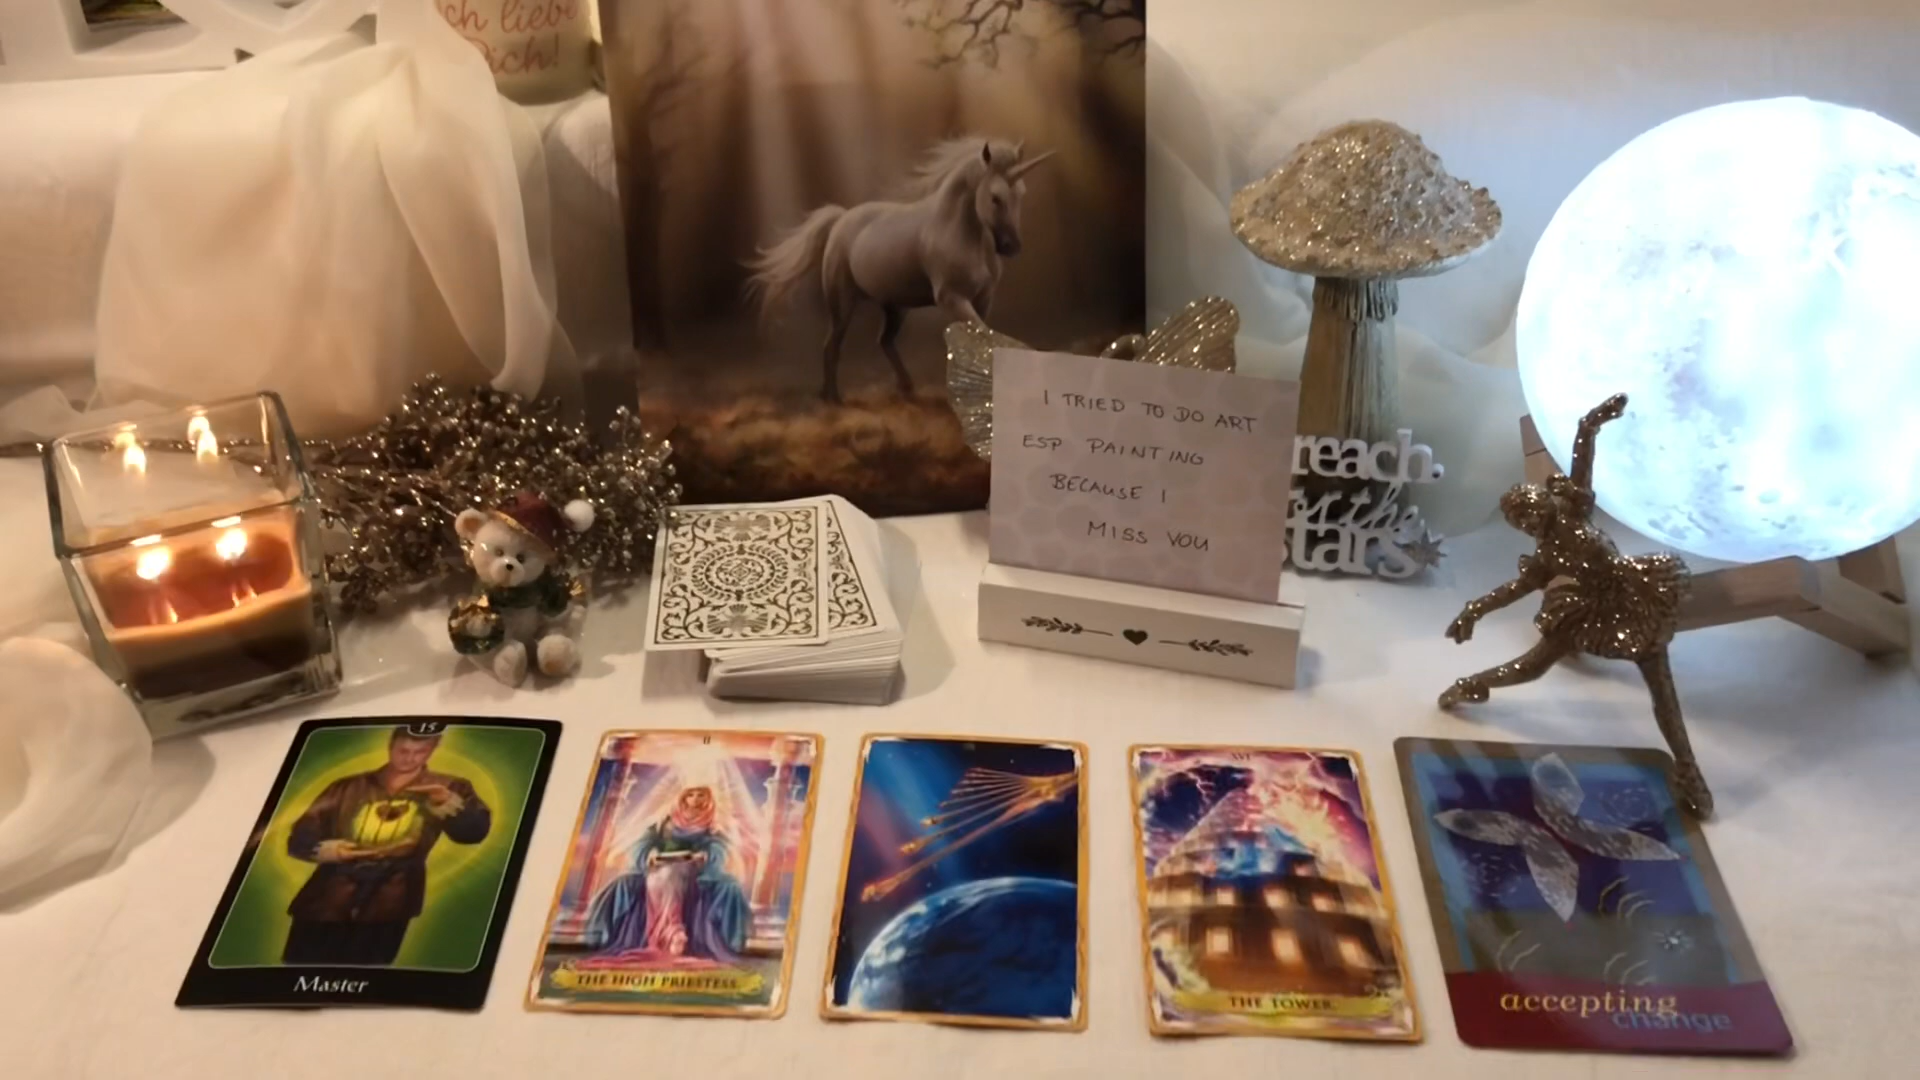 ch liebe
Dich!
I TRIED TO DO ART
ESP PAINTING
BECAUSE I
MISS YOU
reach.
for the
stars
15
Master
II
THE HIGH PRIESTESS
XVI
THE TOWER
accepting
change